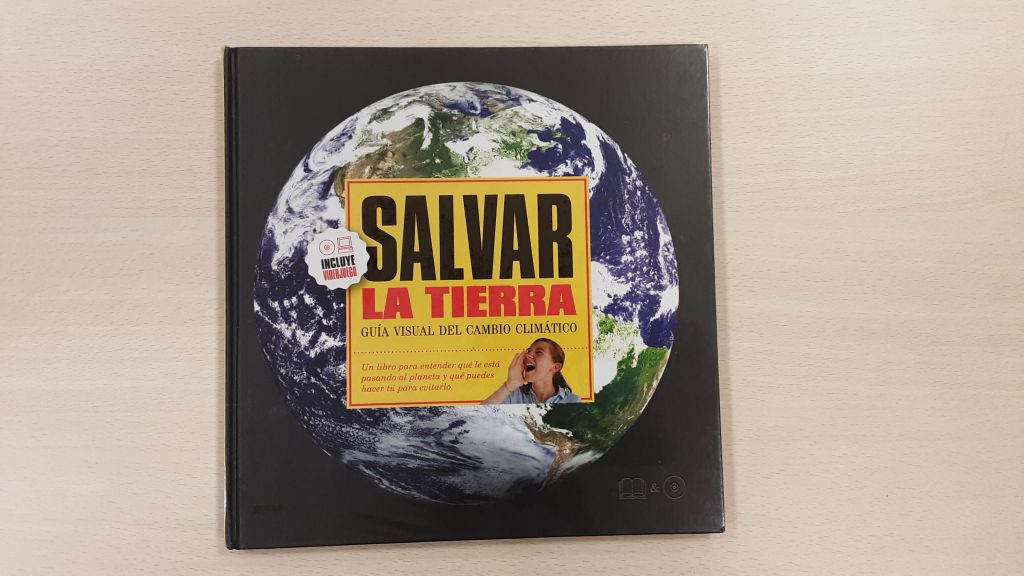 SALVAR
LA TIERRA
GUÍA VISUAL DEL CAMBIO CLIMÁTICO
Un libro para entender qué le está
pasando al planeta y qué puedes
hacer tú para evitarlo.
INCLUYE
VIDEOJUEGO
&